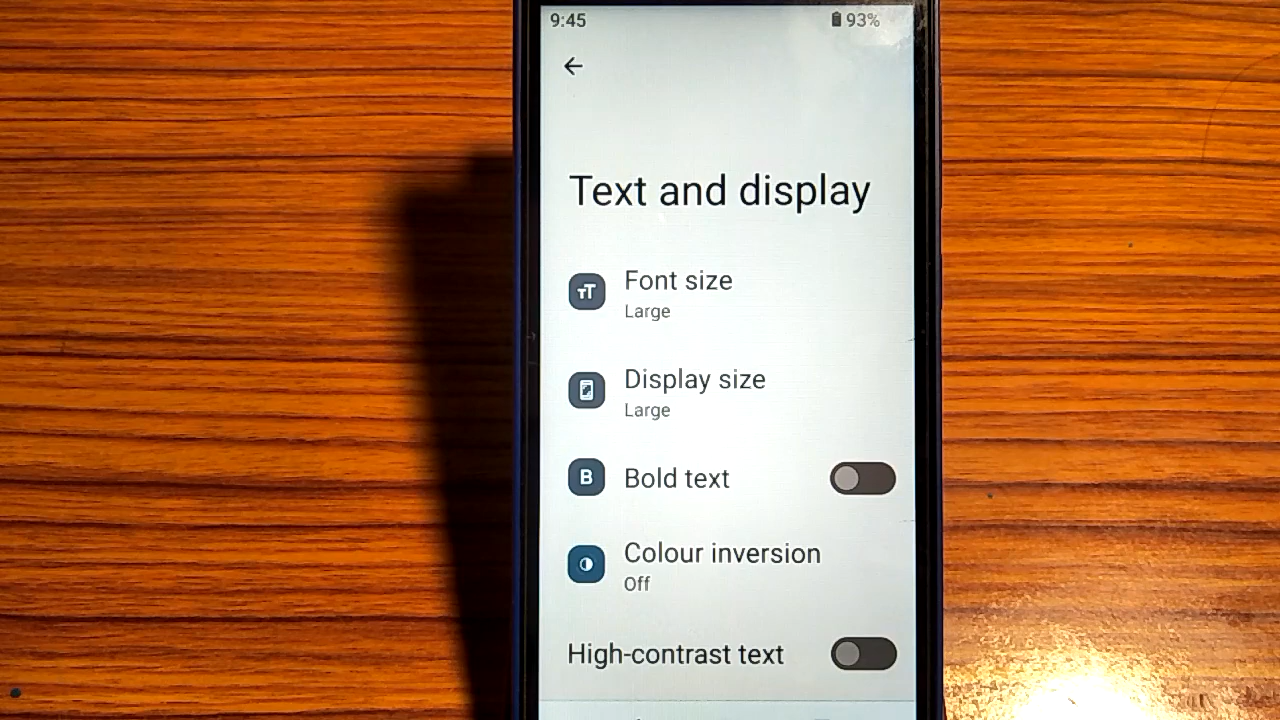 9:45 93%
Text and display
Font size
Large
Display size
Large
B Bold text
Colour inversion
Off
High-contrast text